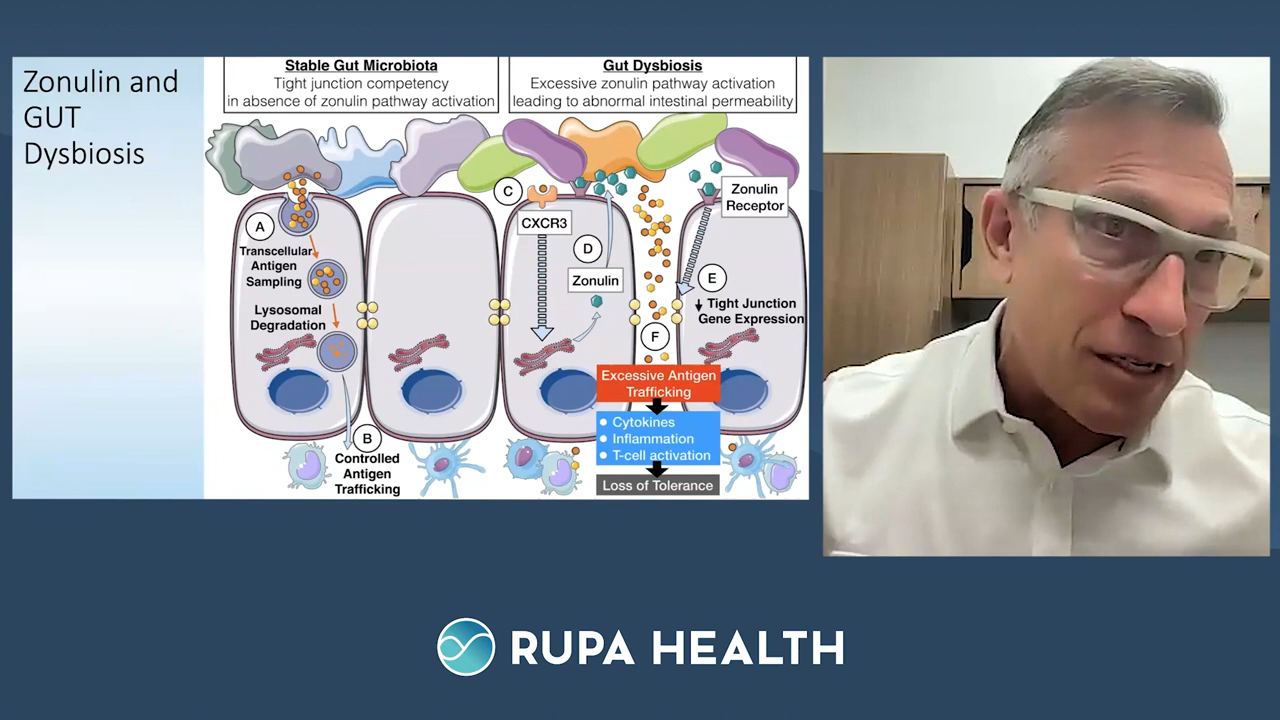 Zonulin and
GUT
Dysbiosis
Stable Gut Microbiota
Tight junction competency
in absence of zonulin pathway activation
Gut Dysbiosis
Excessive zonulin pathway activation
leading to abnormal intestinal permeability
A
Transcellular
Antigen
Sampling
Lysosomal
Degradation
B
Controlled
Antigen
Trafficking
C
CXCR3
D
Zonulin
Zonulin
Receptor
E
↓ Tight Junction
Gene Expression
F
Excessive Antigen
Trafficking
• Cytokines
• Inflammation
• T-cell activation
Loss of Tolerance
RUPA HEALTH